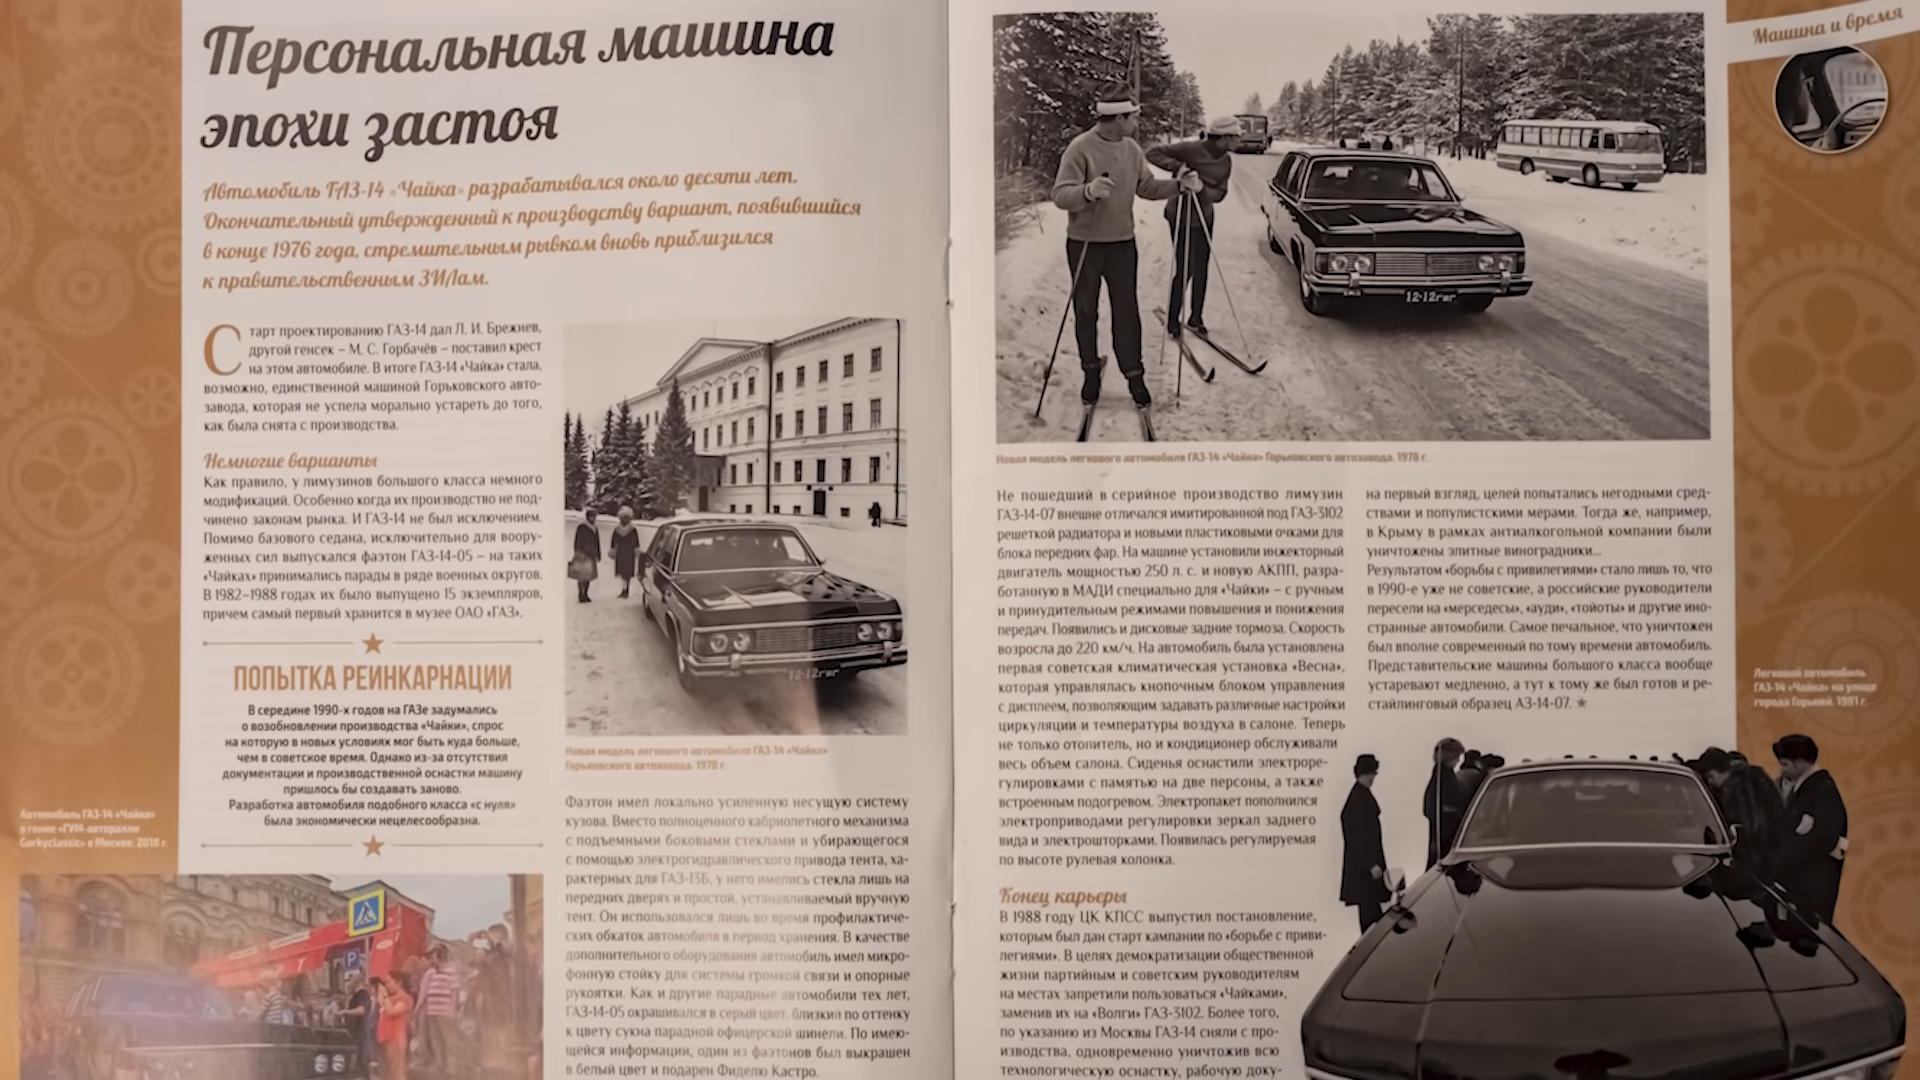 Персональная машина
эпохи застоя
Автомобиль ГАЗ-14 «Чайка» разрабатывался около десяти лет.
Окончательный утвержденный к производству вариант, появившийся
в конце 1976 года, стремительным рывком вновь приблизился
к правительственным ЗИЛам.
Старт проектированию ГАЗ-14 дал Л. И. Брежнев,
другой генсек – М. С. Горбачёв – поставил крест
на этом автомобиле. В итоге ГАЗ-14 «Чайка» стала,
возможно, единственной машиной Горьковского авто-
завода, которая не успела морально устареть до того,
как была снята с производства.
Немногие варианты
Как правило, у лимузинов большого класса немного
модификаций. Особенно когда их производство не под-
чинено законам рынка. И ГАЗ-14 не был исключением.
Помимо базового седана, исключительно для воору-
женных сил выпускался фаэтон ГАЗ-14-05 – на таких
«Чайках» принимались парады в ряде военных округов.
В 1982–1988 годах их было выпущено 15 экземпляров,
причем самый первый хранится в музее ОАО «ГАЗ».
ПОПЫТКА РЕИНКАРНАЦИИ
В середине 1990-х годов на ГАЗе задумались
о возобновлении производства «Чайки», спрос
на которую в новых условиях мог быть куда больше,
чем в советское время. Однако из-за отсутствия
документации и производственной оснастки машину
пришлось бы создавать заново.
Разработка автомобиля подобного класса «с нуля»
была экономически нецелесообразна.
Автомобиль ГАЗ-14 «Чайка»
в гонке «ГУМ-авторалли
Gorkyclassic» в Москве. 2018 г.
12-12гяг
Новая модель легкового автомобиля ГАЗ-14 «Чайка»
Горьковского автозавода. 1978 г.
Фаэтон имел локально усиленную несущую систему
кузова. Вместо полноценного кабриолетного механизма
с подъемными боковыми стеклами и убирающегося
с помощью электрогидравлического привода тента, ха-
рактерных для ГАЗ-13Б, у него имелись стекла лишь на
передних дверях и простой, устанавливаемый вручную
тент. Он использовался лишь во время профилактиче-
ских обкаток автомобиля в период хранения. В качестве
дополнительного оборудования автомобиль имел микро-
фонную стойку для системы громкой связи и опорные
рукоятки. Как и другие парадные автомобили тех лет,
ГАЗ-14-05 окрашивался в серый цвет, близкий по оттенку
к цвету сукна парадной офицерской шинели. По имею-
щейся информации, один из фаэтонов был выкрашен
в белый цвет и подарен Фиделю Кастро.
Машина и время
12-12гяг
Новая модель легкового автомобиля ГАЗ-14 «Чайка» Горьковского автозавода. 1978 г.
Не пошедший в серийное производство лимузин
ГАЗ-14-07 внешне отличался имитированной под ГАЗ-3102
решеткой радиатора и новыми пластиковыми очками для
блока передних фар. На машине установили инжекторный
двигатель мощностью 250 л. с. и новую АКПП, разра-
ботанную в МАДИ специально для «Чайки» – с ручным
и принудительным режимами повышения и понижения
передач. Появились и дисковые задние тормоза. Скорость
возросла до 220 км/ч. На автомобиль была установлена
первая советская климатическая установка «Весна»,
которая управлялась кнопочным блоком управления
с дисплеем, позволяющим задавать различные настройки
циркуляции и температуры воздуха в салоне. Теперь
не только отопитель, но и кондиционер обслуживали
весь объем салона. Сиденья оснастили электроре-
гулировками с памятью на две персоны, а также
встроенным подогревом. Электропакет пополнился
электроприводами регулировки зеркал заднего
вида и электрошторками. Появилась регулируемая
по высоте рулевая колонка.
Конец карьеры
В 1988 году ЦК КПСС выпустил постановление,
которым был дан старт кампании по «борьбе с приви-
легиями». В целях демократизации общественной
жизни партийным и советским руководителям
на местах запретили пользоваться «Чайками»,
заменив их на «Волги» ГАЗ-3102. Более того,
по указанию из Москвы ГАЗ-14 сняли с про-
изводства, одновременно уничтожив всю
технологическую оснастку, рабочую доку-
на первый взгляд, целей попытались негодными сред-
ствами и популистскими мерами. Тогда же, например,
в Крыму в рамках антиалкогольной компании были
уничтожены элитные виноградники...
Результатом «борьбы с привилегиями» стало лишь то, что
в 1990-е уже не советские, а российские руководители
пересели на «мерседесы», «ауди», «тойоты» и другие ино-
странные автомобили. Самое печальное, что уничтожен
был вполне современный по тому времени автомобиль.
Представительские машины большого класса вообще
устаревают медленно, а тут к тому же был готов и ре-
стайлинговый образец АЗ-14-07. ★
Легковой автомобиль
ГАЗ-14 «Чайка» на улице
города Горький. 1981 г.